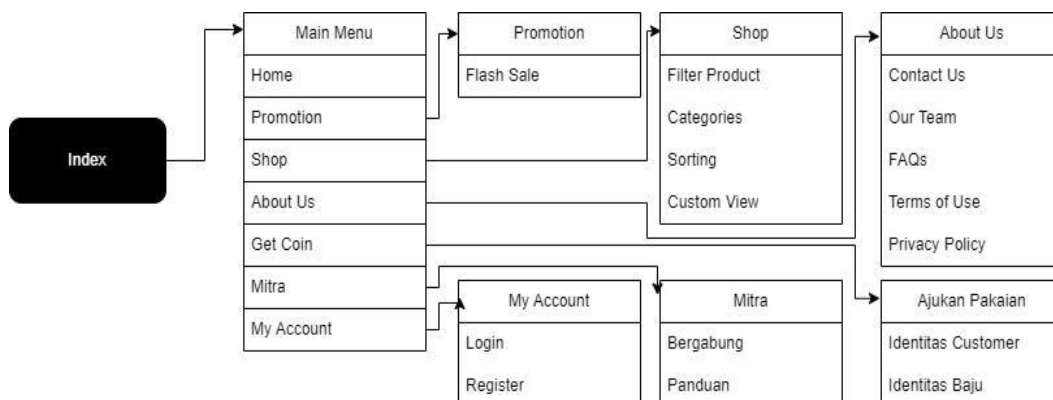 Index
Main Menu
Home
Promotion
Shop
About Us
Get Coin
Mitra
My Account
Promotion
Flash Sale
Shop
Filter Product
Categories
Sorting
Custom View
About Us
Contact Us
Our Team
FAQs
Terms of Use
Privacy Policy
My Account
Login
Register
Mitra
Bergabung
Panduan
Ajukan Pakaian
Identitas Customer
Identitas Baju